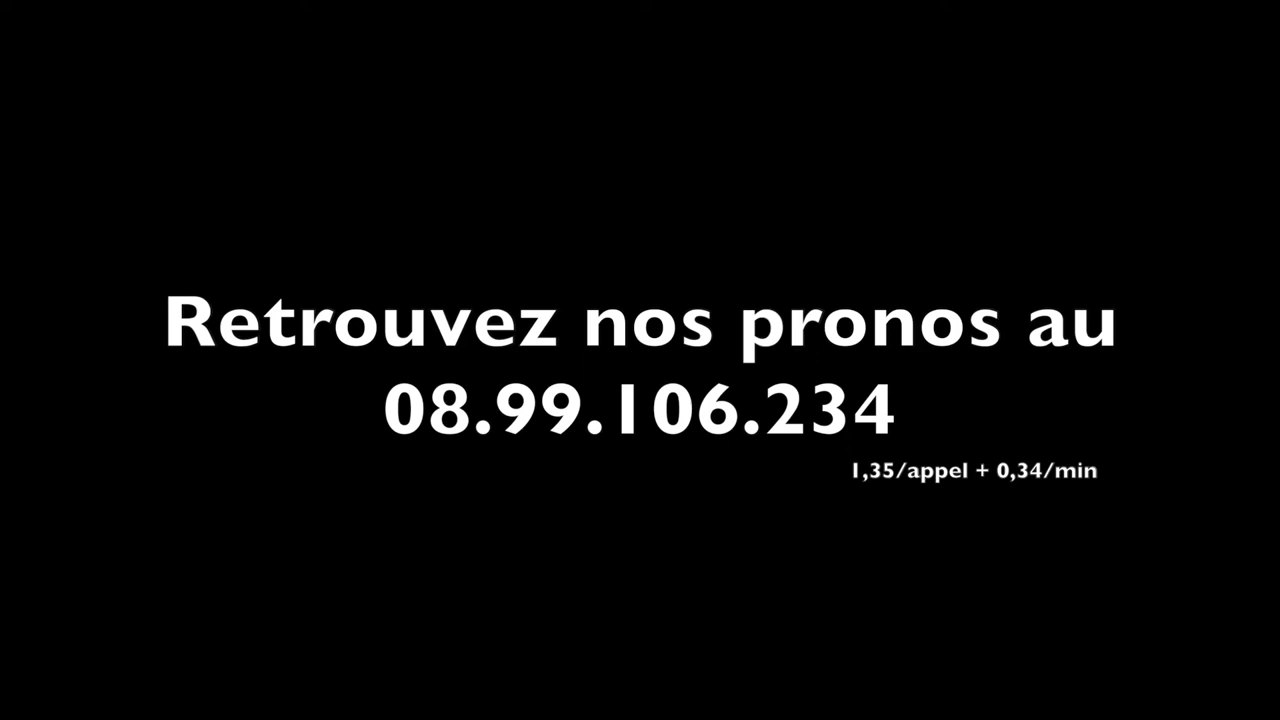 Retrouvez nos pronos au
08.99.106.234
1,35/appel + 0,34/min